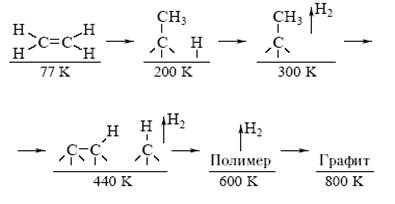 CH3 CH3 H2
H H
C=C C H C
H H
77 K 200 K 300 K
H H H2 H2
C-C C Полимер Графит
440 K 600 K 800 K